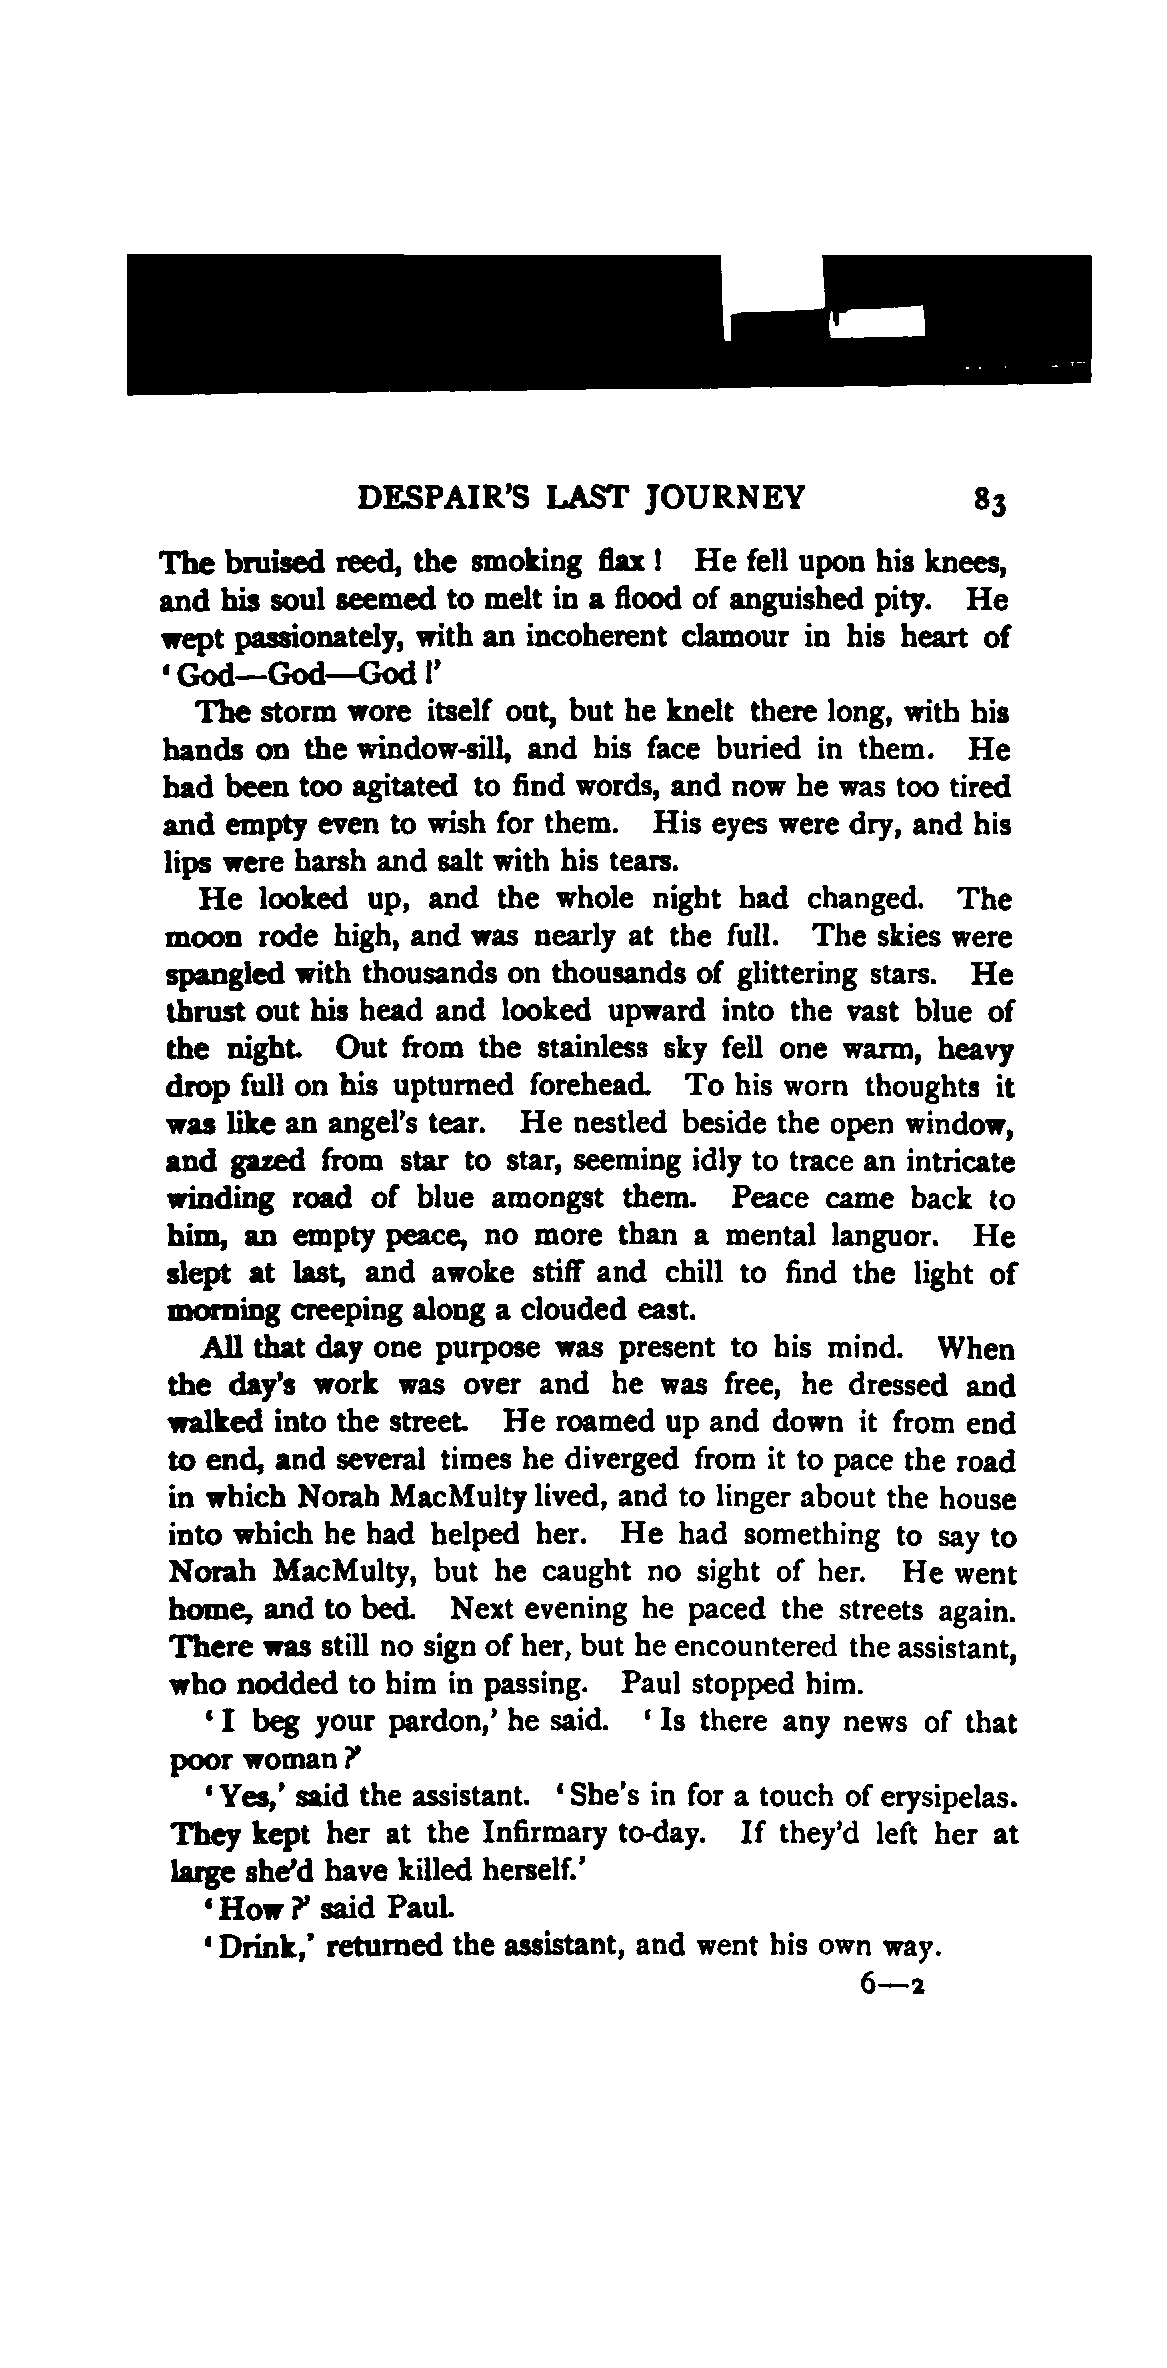 DESPAIR'S LAST JOURNEY 83
The bruised reed, the smoking flax! He fell upon his knees,
and his soul seemed to melt in a flood of anguished pity. He
wept passionately, with an incoherent clamour in his heart of
'God—God—God!'
The storm wore itself out, but he knelt there long, with his
hands on the window-sill, and his face buried in them. He
had been too agitated to find words, and now he was too tired
and empty even to wish for them. His eyes were dry, and his
lips were harsh and salt with his tears.
He looked up, and the whole night had changed. The
moon rode high, and was nearly at the full. The skies were
spangled with thousands on thousands of glittering stars. He
thrust out his head and looked upward into the vast blue of
the night. Out from the stainless sky fell one warm, heavy
drop full on his upturned forehead. To his worn thoughts it
was like an angel's tear. He nestled beside the open window,
and gazed from star to star, seeming idly to trace an intricate
winding road of blue amongst them. Peace came back to
him, an empty peace, no more than a mental languor. He
slept at last, and awoke stiff and chill to find the light of
morning creeping along a clouded east.
All that day one purpose was present to his mind. When
the day's work was over and he was free, he dressed and
walked into the street. He roamed up and down it from end
to end, and several times he diverged from it to pace the road
in which Norah MacMulty lived, and to linger about the house
into which he had helped her. He had something to say to
Norah MacMulty, but he caught no sight of her. He went
home, and to bed. Next evening he paced the streets again.
There was still no sign of her, but he encountered the assistant,
who nodded to him in passing. Paul stopped him.
'I beg your pardon,' he said. 'Is there any news of that
poor woman?'
'Yes,' said the assistant. 'She's in for a touch of erysipelas.
They kept her at the Infirmary to-day. If they'd left her at
large she'd have killed herself.'
'How?' said Paul.
'Drink,' returned the assistant, and went his own way.
6—2